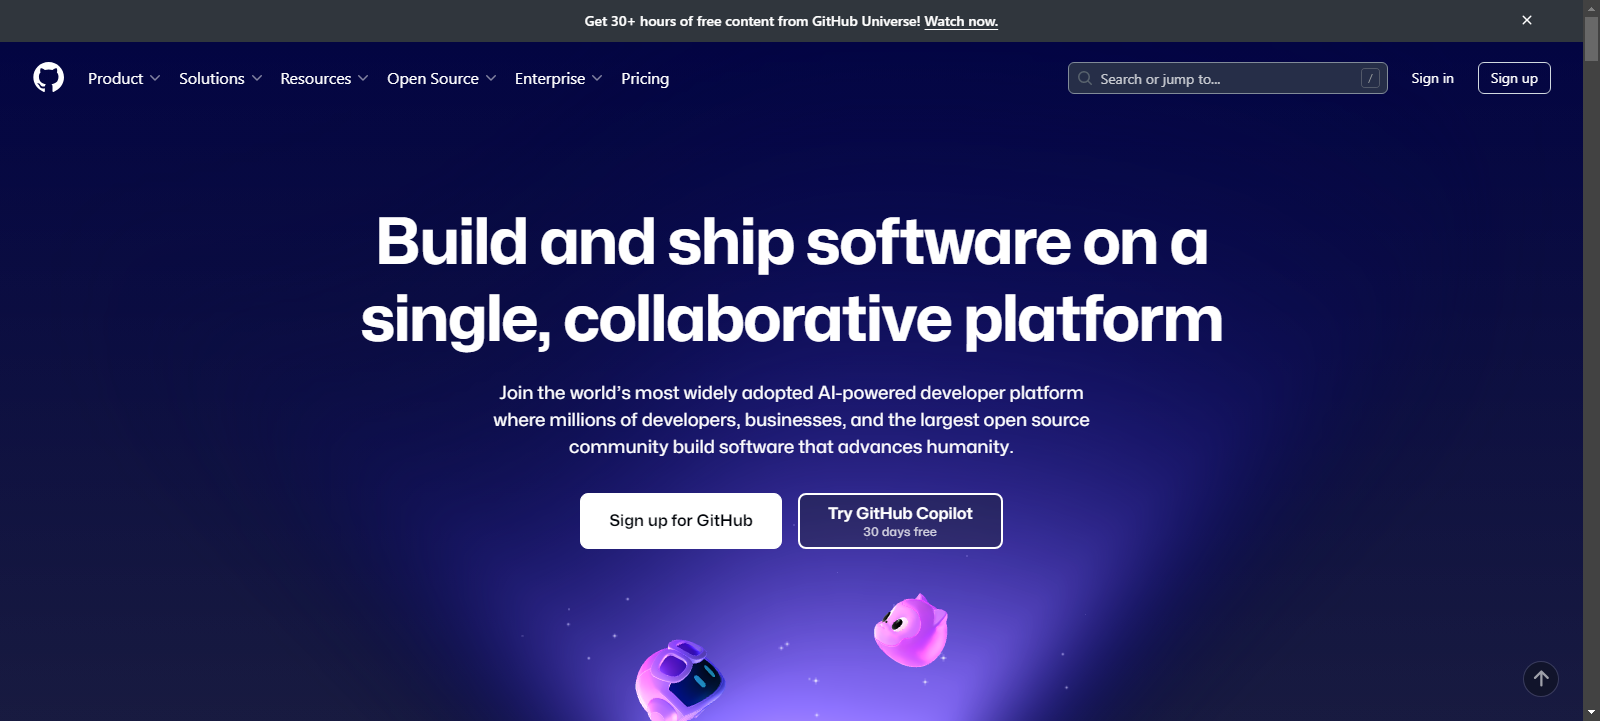 Get 30+ hours of free content from GitHub Universe! Watch now.
Product Solutions Resources Open Source Enterprise Pricing
Search or jump to... /
Sign in
Sign up
Build and ship software on a
single, collaborative platform
Join the world’s most widely adopted AI-powered developer platform
where millions of developers, businesses, and the largest open source
community build software that advances humanity.
Sign up for GitHub
Try GitHub Copilot
30 days free